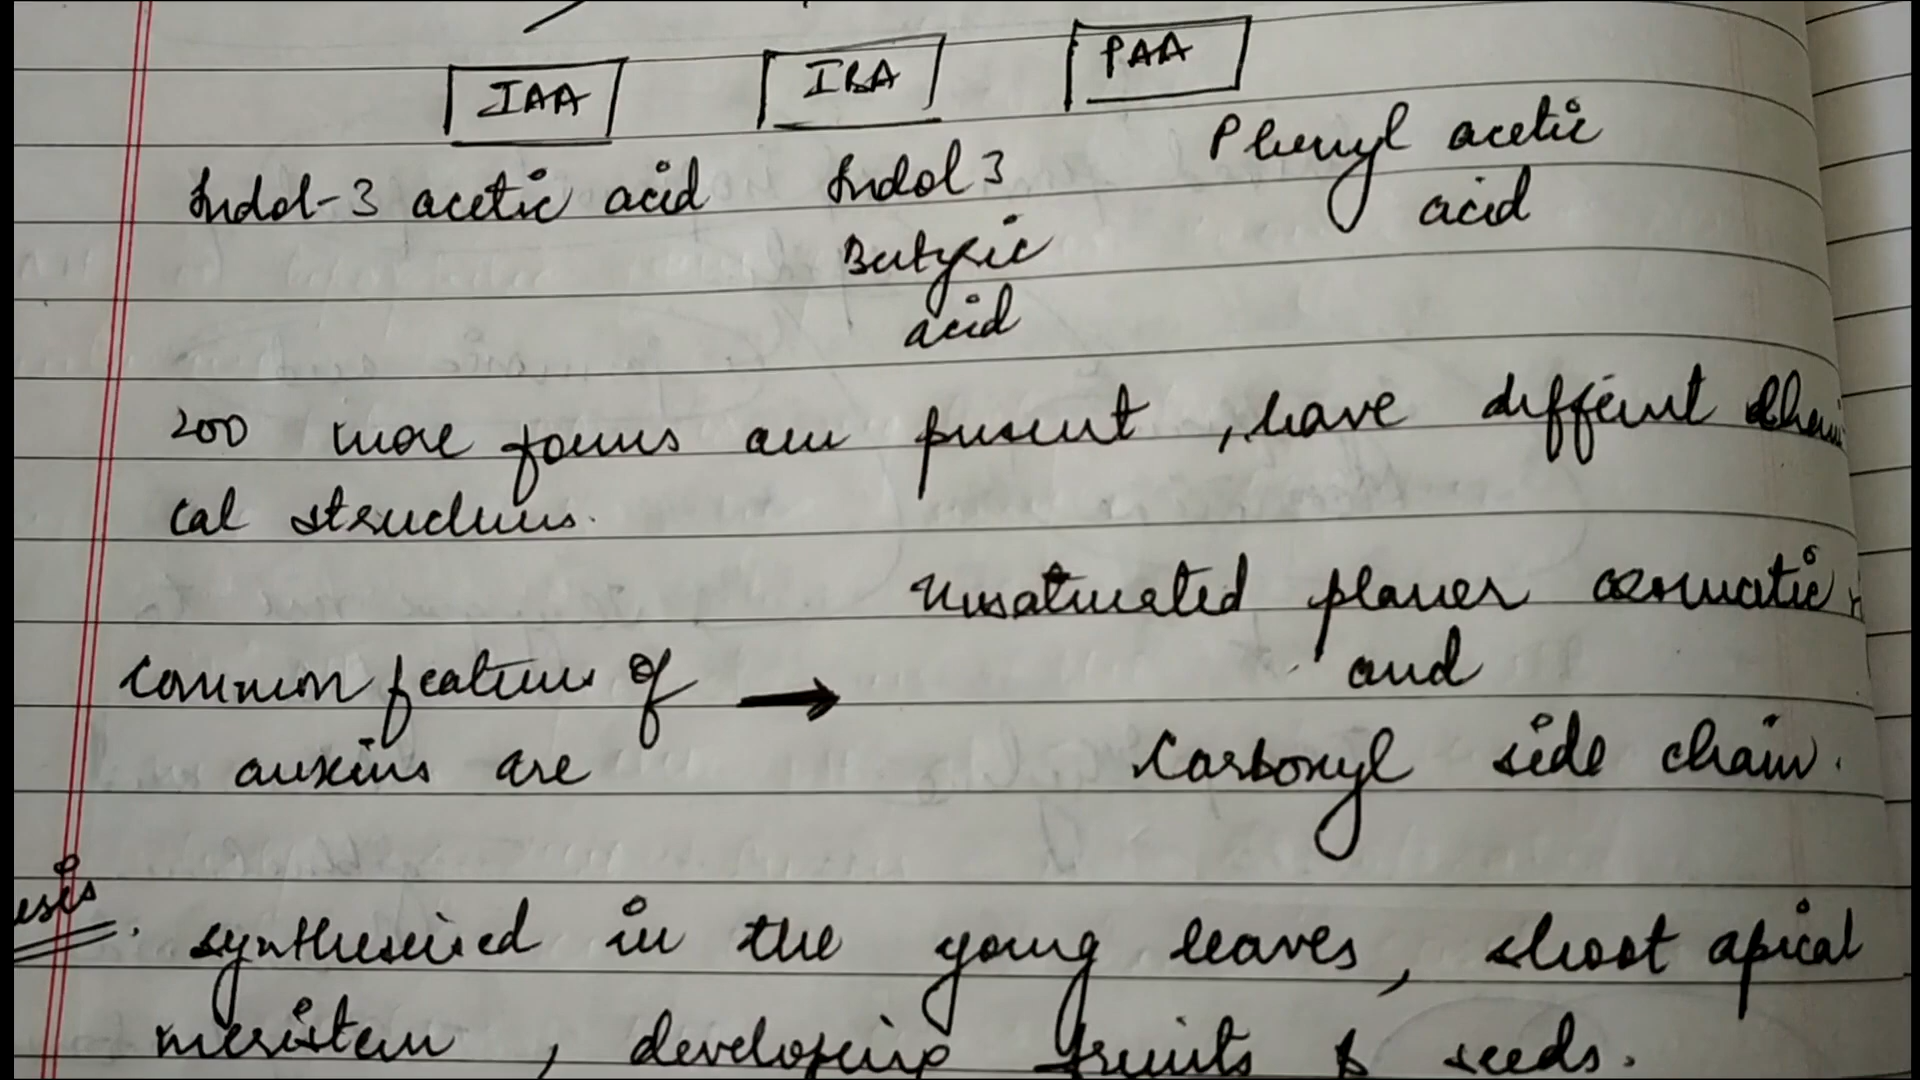 IAA IBA PAA
Indol-3 acetic acid Indol 3 Phenyl acetic
Butyric acid
acid
200 more forms are present, have different chemi
cal structures.
Unsaturated planer aromatic
Common features of → and
auxins are Carbonyl side chain.
esis
synthesised in the young leaves, shoot apical
meristem, developing fruits & seeds.